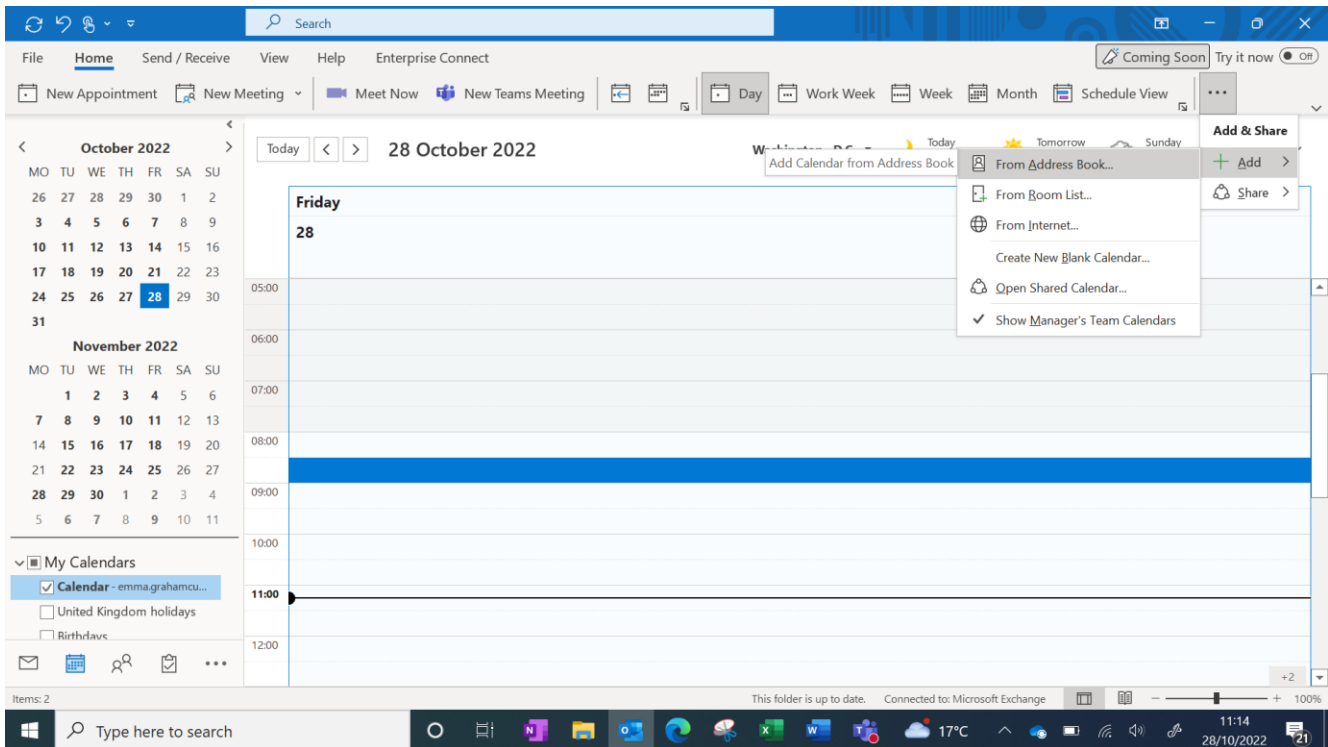 Search
File Home Send / Receive View Help Enterprise Connect Coming Soon Try it now Off
New Appointment New Meeting Meet Now New Teams Meeting Day Work Week Week Month Schedule View ...
Add & Share
Add
Share
Add Calendar from Address Book
From Address Book...
From Room List...
From Internet...
Create New Blank Calendar...
Open Shared Calendar...
Show Manager's Team Calendars
October 2022
MO TU WE TH FR SA SU
26 27 28 29 30 1 2
3 4 5 6 7 8 9
10 11 12 13 14 15 16
17 18 19 20 21 22 23
24 25 26 27 28 29 30
31
November 2022
MO TU WE TH FR SA SU
1 2 3 4 5 6
7 8 9 10 11 12 13
14 15 16 17 18 19 20
21 22 23 24 25 26 27
28 29 30 1 2 3 4
5 6 7 8 9 10 11
My Calendars
Calendar - emma.grahamcu...
United Kingdom holidays
Birthdays
Today 28 October 2022 Today Tomorrow Sunday
Friday
28
05:00
06:00
07:00
08:00
09:00
10:00
11:00
12:00
+2
Items: 2 This folder is up to date. Connected to: Microsoft Exchange 100%
Type here to search 17°C 11:14
28/10/2022 21